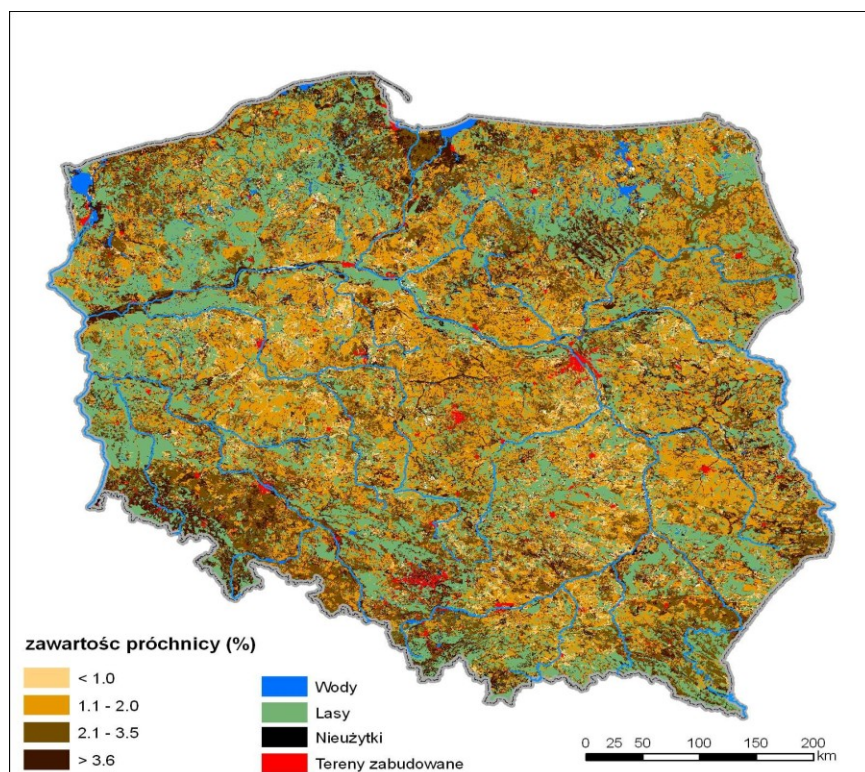 zawartośc próchnicy (%)
< 1.0
1.1 - 2.0
2.1 - 3.5
> 3.6
Wody
Lasy
Nieużytki
Tereny zabudowane
0 25 50 100 150 200
km